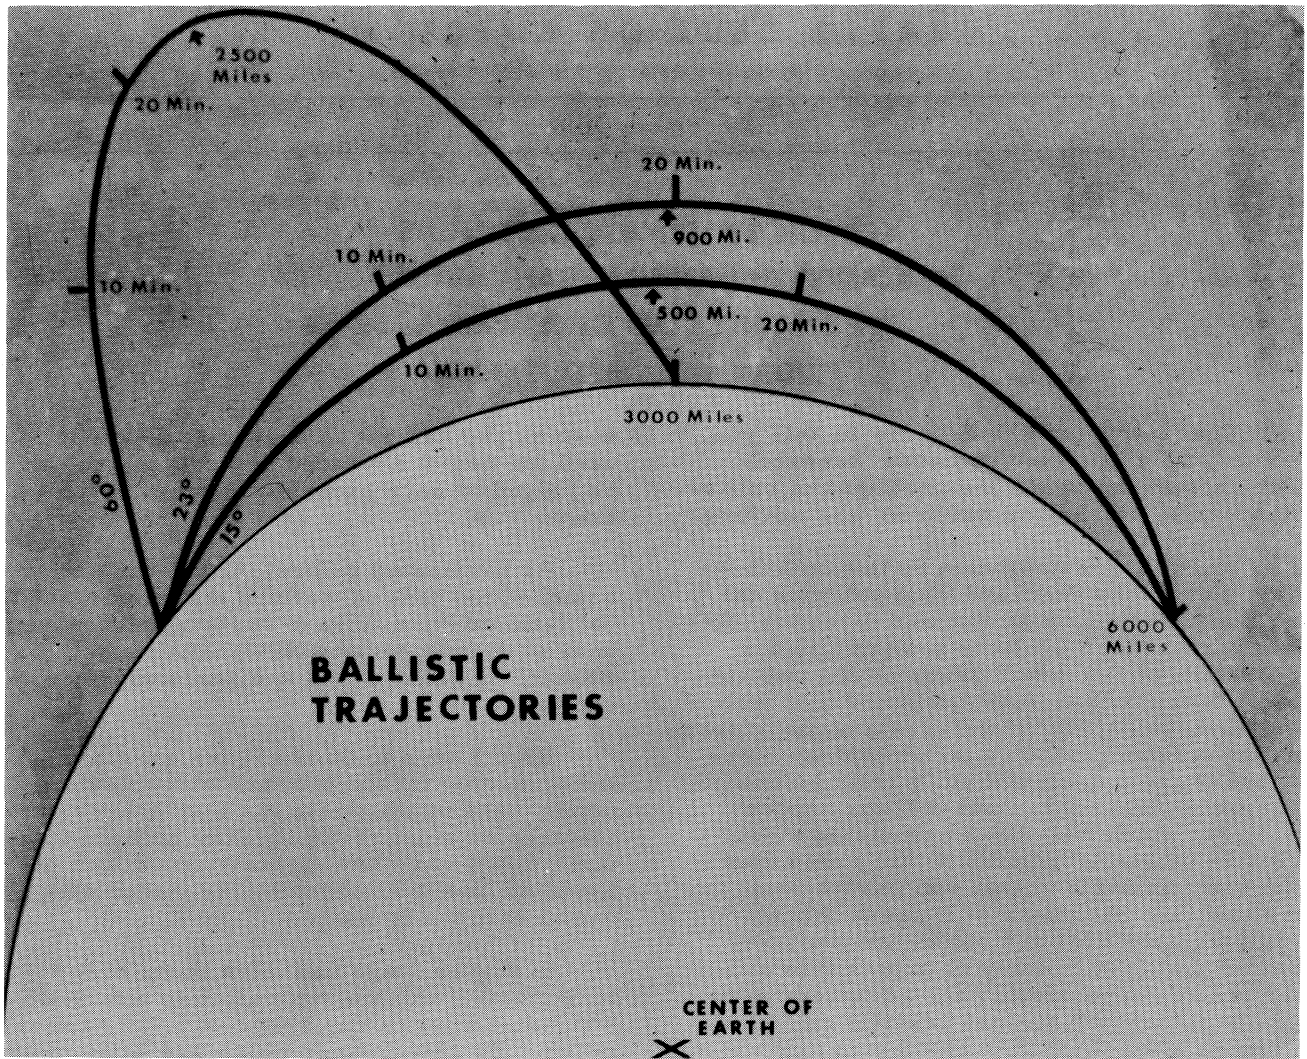 2500
Miles
20 Min.
20 Min.
900 Mi.
10 Min.
10 Min.
500 Mi.
20 Min.
10 Min.
3000 Miles
60°
23°
15°
6000
Miles
BALLISTIC
TRAJECTORIES
CENTER OF
EARTH